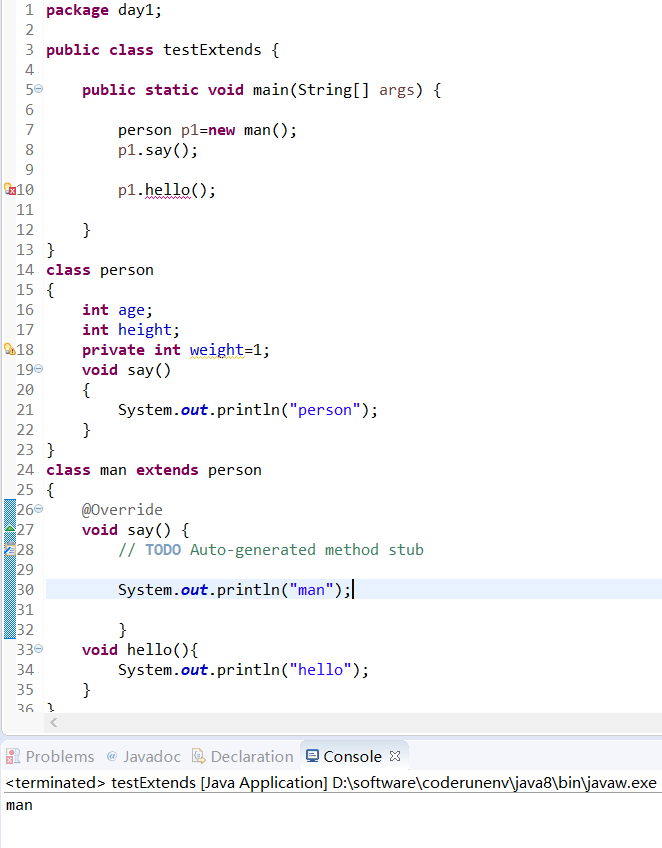 1 package day1;
2
3 public class testExtends {
4
5 public static void main(String[] args) {
6
7 person p1=new man();
8 p1.say();
9
10 p1.hello();
11
12 }
13 }
14 class person
15 {
16 int age;
17 int height;
18 private int weight=1;
19 void say()
20 {
21 System.out.println("person");
22 }
23 }
24 class man extends person
25 {
26 @Override
27 void say() {
28 // TODO Auto-generated method stub
29
30 System.out.println("man");
31
32 }
33 void hello(){
34 System.out.println("hello");
35 }
36 }
Problems @ Javadoc Declaration Console
<terminated> testExtends [Java Application] D:\software\coderunenv\java8\bin\javaw.exe
man